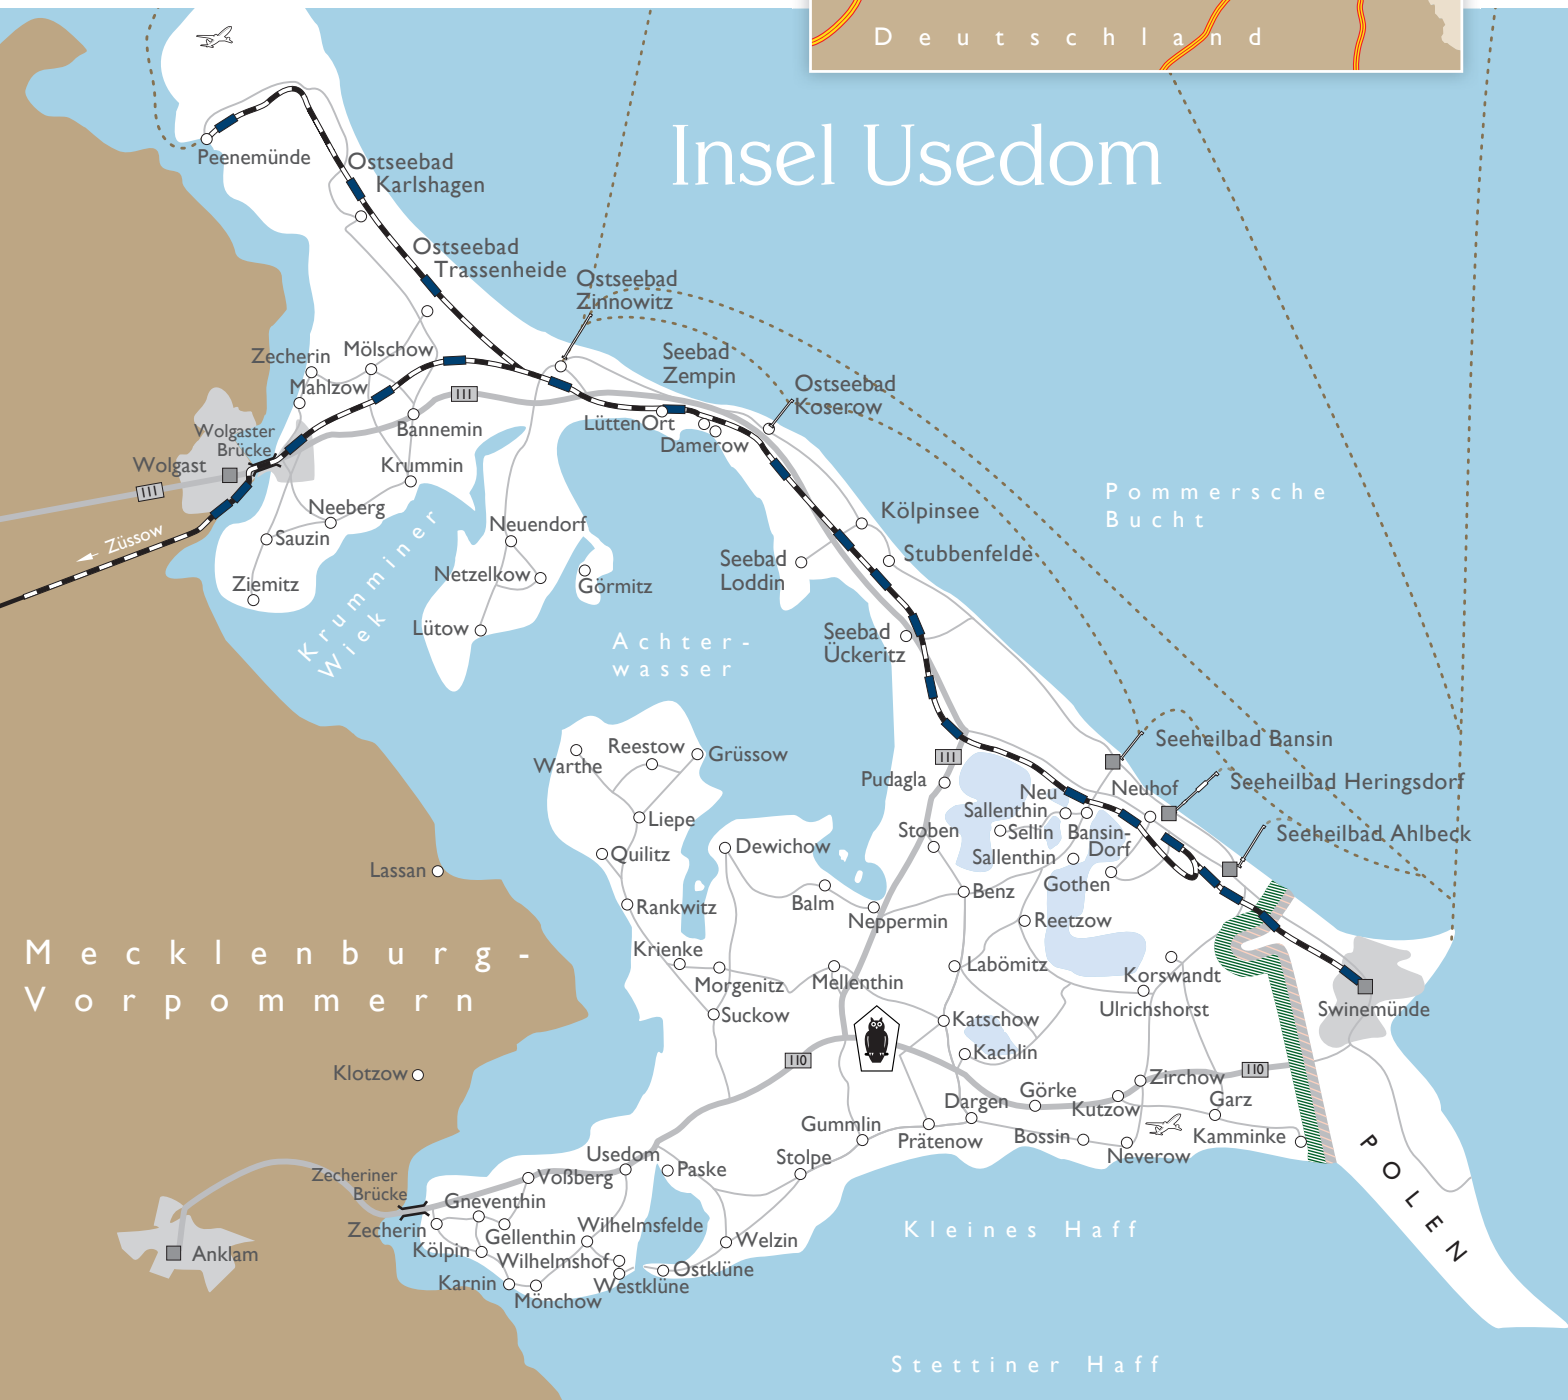 Deutschland
Insel Usedom
Peenemünde
Ostseebad
Karlshagen
Ostseebad
Trassenheide
Ostseebad
Zinnowitz
Zecherin
Mölschow
Mahlzow
III
Seebad
Zempin
Ostseebad
Koserow
Wolgaster
Brücke
Bannemin
LüttenOrt
Damerow
Wolgast
III
Krummin
Neeberg
Sauzin
Züssow
Ziemitz
Krumminer
Wiek
Neuendorf
Netzelkow
Görmitz
Lütow
Achter-
wasser
Kölpinsee
Stubbenfelde
Seebad
Loddin
Seebad
Ückeritz
Pommersche
Bucht
Warthe
Reestow
Grüssow
Liepe
Quilitz
Rankwitz
Krienke
Morgenitz
Suckow
Dewichow
Balm
Neppermin
Mellenthin
III
Pudagla
Stoben
Benz
Neu
Sallenthin
Sellin
Sallenthin
Bansin-
Dorf
Neuhof
Gothen
Reetzow
Seeheilbad Bansin
Seeheilbad Heringsdorf
Seeheilbad Ahlbeck
Labömitz
Korswandt
Ulrichshorst
Katschow
Kachlin
Swinemünde
Lassan
Mecklenburg-
Vorpommern
Klotzow
110
110
Zirchow
Görke
Kutzow
Garz
Dargen
Gummlin
Prätenow
Bossin
Neverow
Kamminke
Stolpe
Usedom
Paske
Voßberg
Zecheriner
Brücke
Gneventhin
Zecherin
Gellenthin
Wilhelmsfelde
Kölpin
Wilhelmshof
Welzin
Karnin
Westklüne
Ostklüne
Mönchow
Anklam
POLEN
Kleines Haff
Stettiner Haff